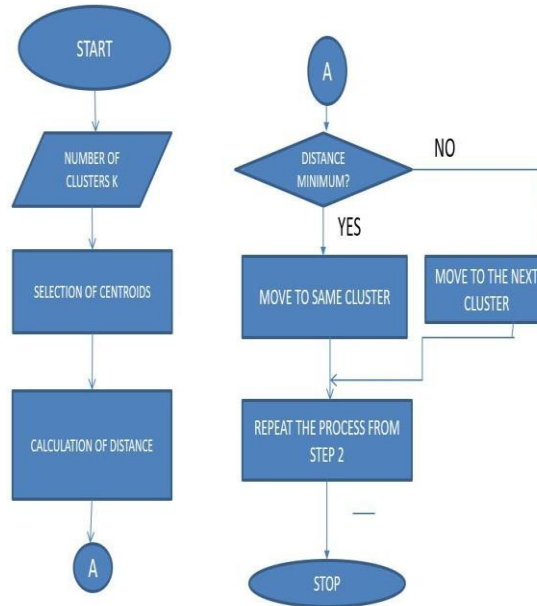 START
NUMBER OF
CLUSTERS K
SELECTION OF CENTROIDS
CALCULATION OF DISTANCE
A
A
DISTANCE
MINIMUM?
NO
YES
MOVE TO SAME CLUSTER
MOVE TO THE NEXT
CLUSTER
REPEAT THE PROCESS FROM
STEP 2
STOP